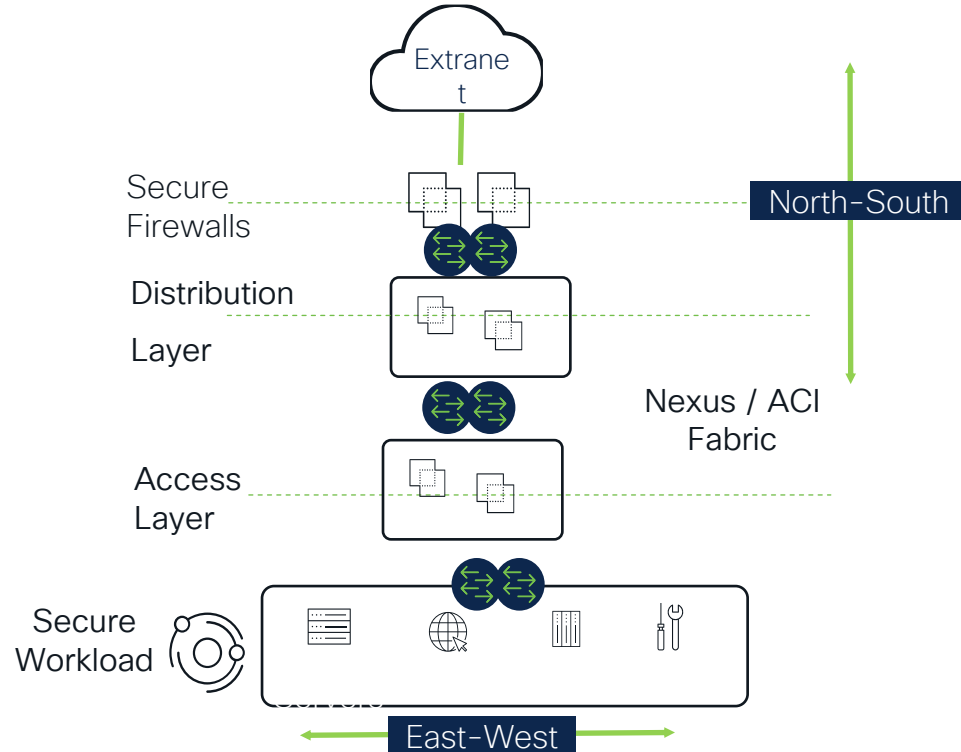 Extrane
t
Secure
Firewalls
North-South
Distribution
Layer
Nexus / ACI
Fabric
Access
Layer
Secure
Workload
East-West